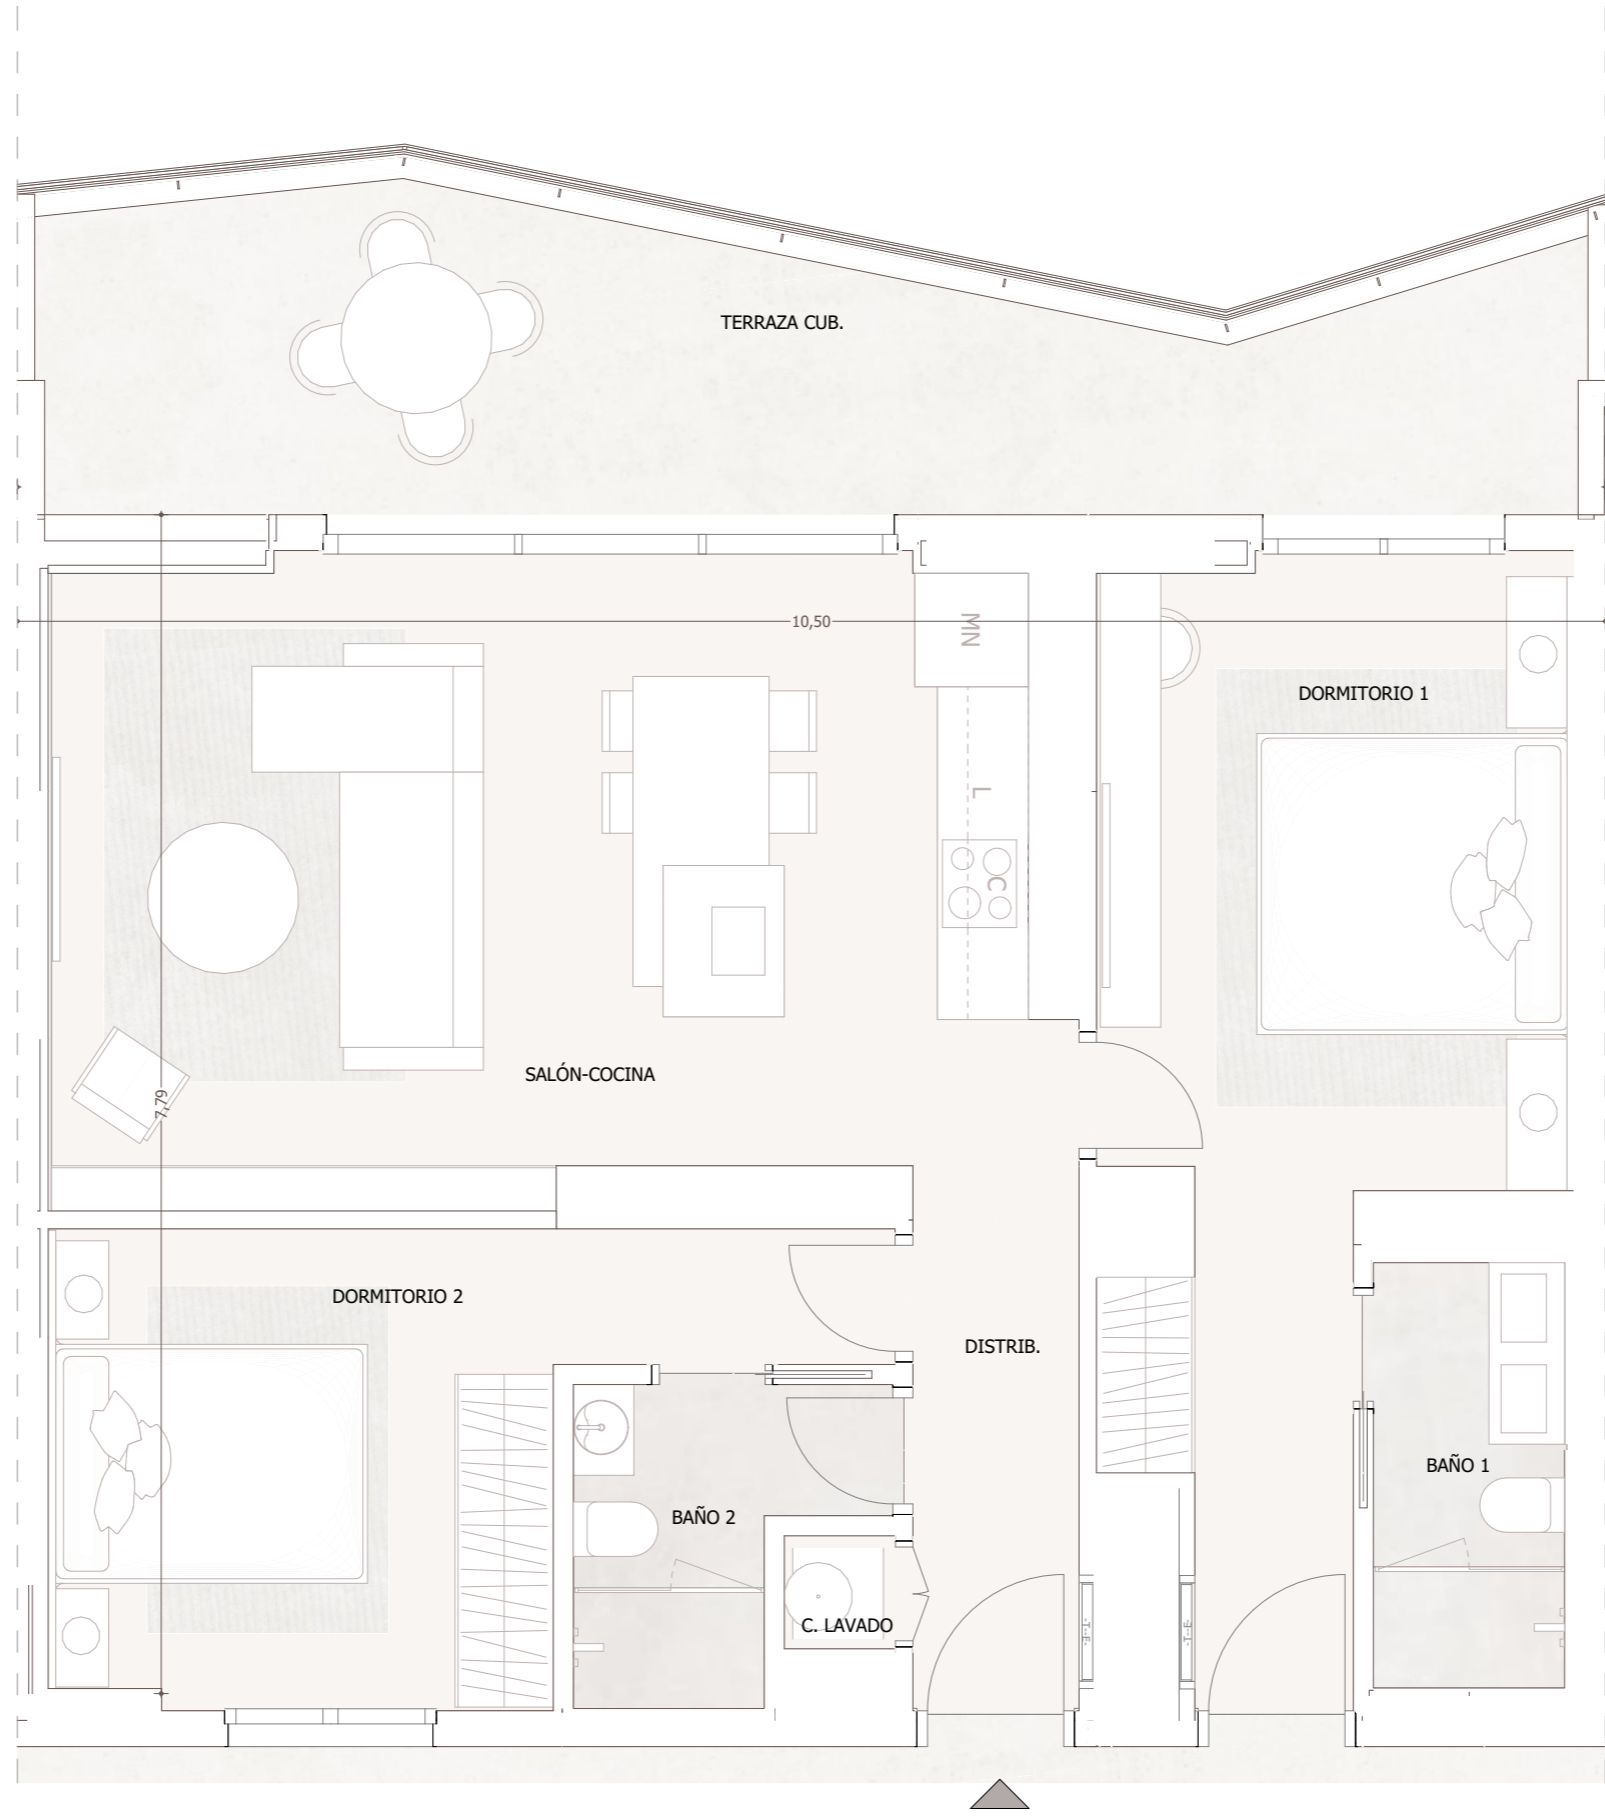 TERRAZA CUB.
10,50
MN
DORMITORIO 1
L
C
SALÓN-COCINA
7,79
DORMITORIO 2
DISTRIB.
BAÑO 1
BAÑO 2
C. LAVADO
-T-E-
-T-E-